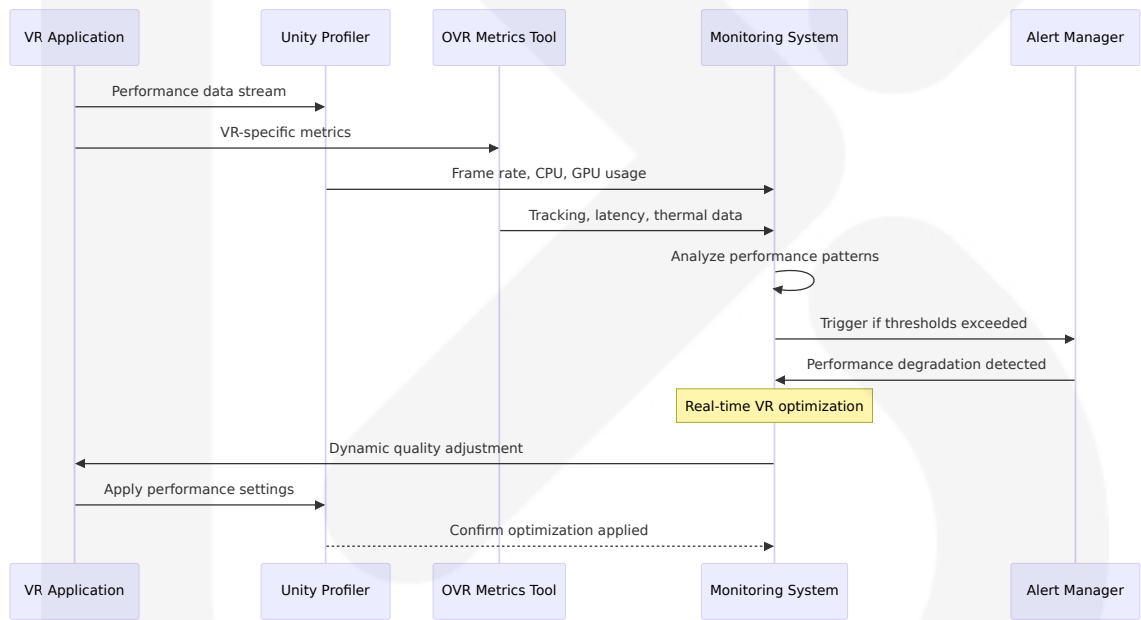 VR Application
Unity Profiler
OVR Metrics Tool
Monitoring System
Alert Manager
Performance data stream
VR-specific metrics
Frame rate, CPU, GPU usage
Tracking, latency, thermal data
Analyze performance patterns
Trigger if thresholds exceeded
Performance degradation detected
Real-time VR optimization
Dynamic quality adjustment
Apply performance settings
Confirm optimization applied
VR Application
Unity Profiler
OVR Metrics Tool
Monitoring System
Alert Manager